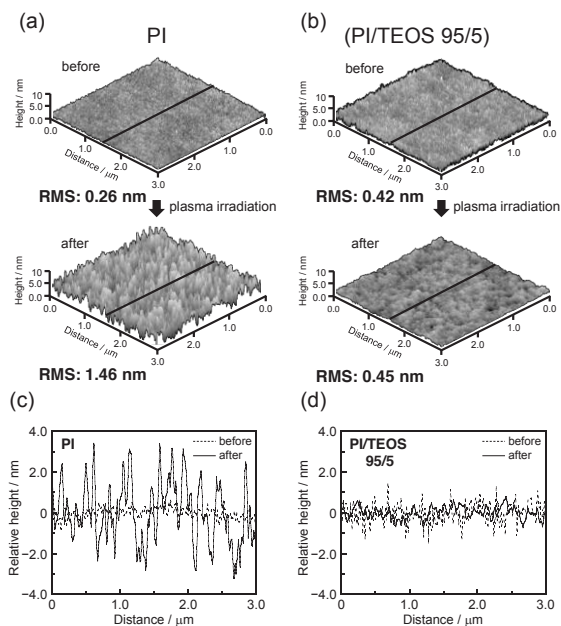 (a)
PI
before
Height / nm
10
5.0
0.0
0.0
1.0
2.0
3.0
Distance / μm
2.0
1.0
0.0
RMS: 0.26 nm
plasma irradiation
after
Height / nm
10
5.0
0.0
0.0
1.0
2.0
3.0
Distance / μm
2.0
1.0
0.0
RMS: 1.46 nm
(b)
(PI/TEOS 95/5)
before
Height / nm
10
5.0
0.0
0.0
1.0
2.0
3.0
Distance / μm
2.0
1.0
0.0
RMS: 0.42 nm
plasma irradiation
after
Height / nm
10
5.0
0.0
0.0
1.0
2.0
3.0
Distance / μm
2.0
1.0
0.0
RMS: 0.45 nm
(c)
PI
before
after
Relative height / nm
4.0
2.0
0
−2.0
−4.0
0
1.0
2.0
3.0
Distance / μm
(d)
PI/TEOS
95/5
before
after
Relative height / nm
4.0
2.0
0
−2.0
−4.0
0
1.0
2.0
3.0
Distance / μm